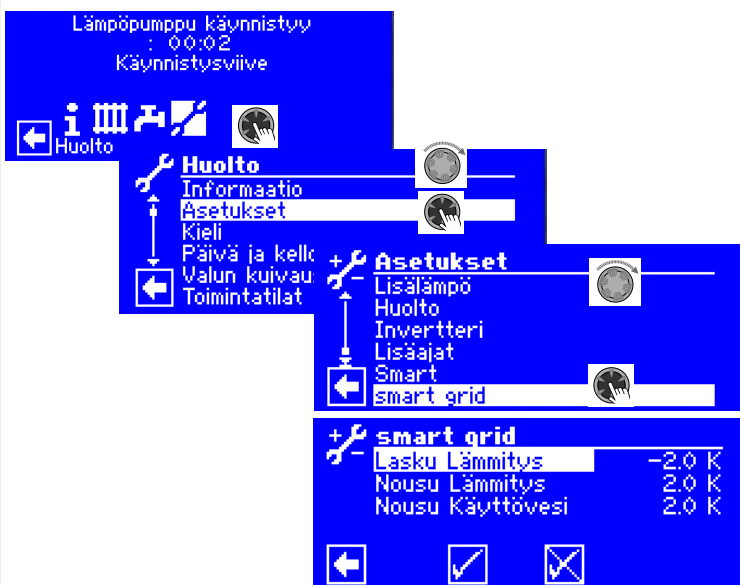 Lämpöpumppu käynnistyy
: 00:02
Käynnistysviive
Huolto
Huolto
Informaatio
Asetukset
Kieli
Päivä ja kello
Valun kuivaus
Toimintatilat
Asetukset
Lisälämpö
Huolto
Invertteri
Lisäajat
Smart
smart grid
smart grid
Lasku Lämmitys -2.0 K
Nousu Lämmitys 2.0 K
Nousu Käyttövesi 2.0 K